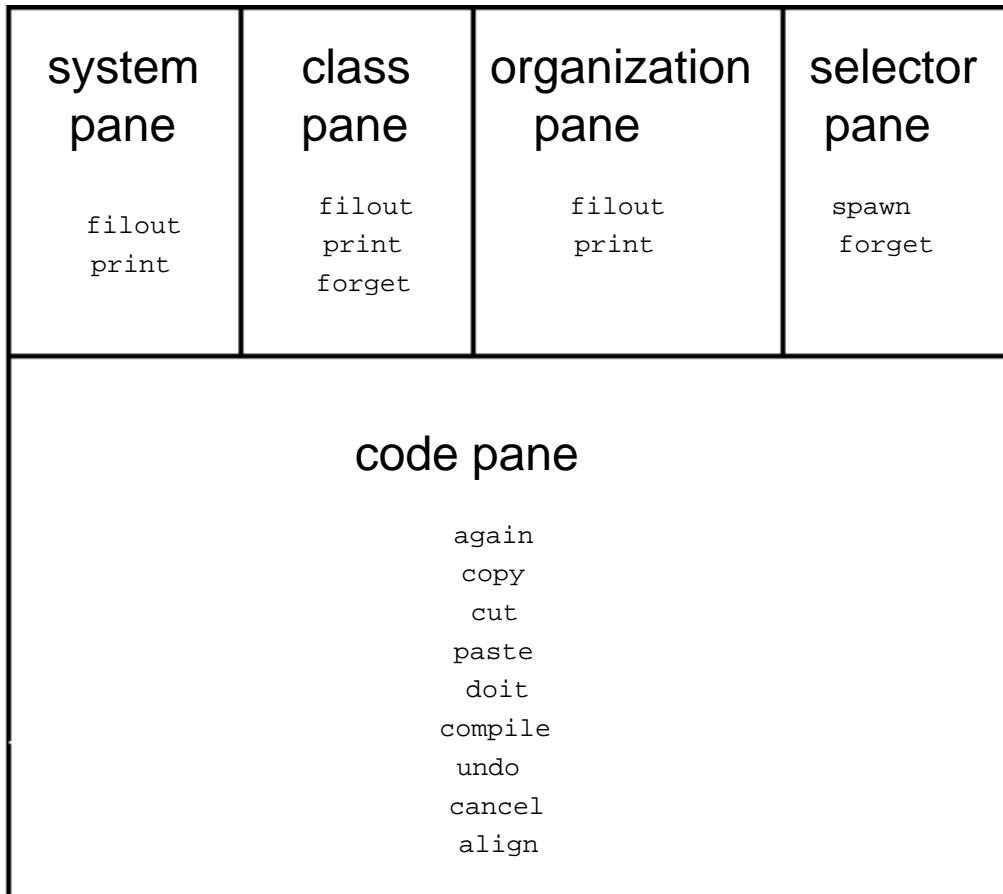 system
pane
filout
print
class
pane
filout
print
forget
organization
pane
filout
print
selector
pane
spawn
forget
code pane
again
copy
cut
paste
doit
compile
undo
cancel
align